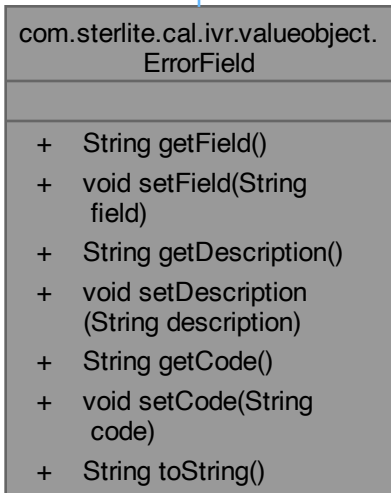 com.sterlite.cal.ivr.valueobject.
ErrorField
+ String getField()
+ void setField(String
field)
+ String getDescription()
+ void setDescription
(String description)
+ String getCode()
+ void setCode(String
code)
+ String toString()